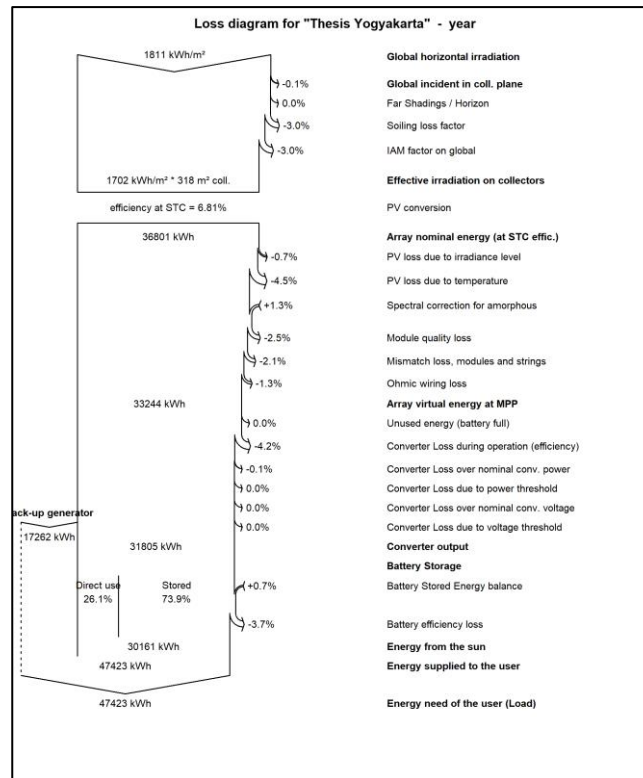 Loss diagram for "Thesis Yogyakarta" - year
1811 kWh/m² Global horizontal irradiation
-0.1% Global incident in coll. plane
0.0% Far Shadings / Horizon
-3.0% Soiling loss factor
-3.0% IAM factor on global
1702 kWh/m² * 318 m² coll. Effective irradiation on collectors
efficiency at STC = 6.81% PV conversion
36801 kWh Array nominal energy (at STC effic.)
-0.7% PV loss due to irradiance level
-4.5% PV loss due to temperature
+1.3% Spectral correction for amorphous
-2.5% Module quality loss
-2.1% Mismatch loss, modules and strings
-1.3% Ohmic wiring loss
33244 kWh Array virtual energy at MPP
0.0% Unused energy (battery full)
-4.2% Converter Loss during operation (efficiency)
-0.1% Converter Loss over nominal conv. power
0.0% Converter Loss due to power threshold
0.0% Converter Loss over nominal conv. voltage
ack-up generator
0.0% Converter Loss due to voltage threshold
17262 kWh
31805 kWh Converter output
Battery Storage
Direct use Stored +0.7% Battery Stored Energy balance
26.1% 73.9%
-3.7% Battery efficiency loss
30161 kWh Energy from the sun
47423 kWh Energy supplied to the user
47423 kWh Energy need of the user (Load)